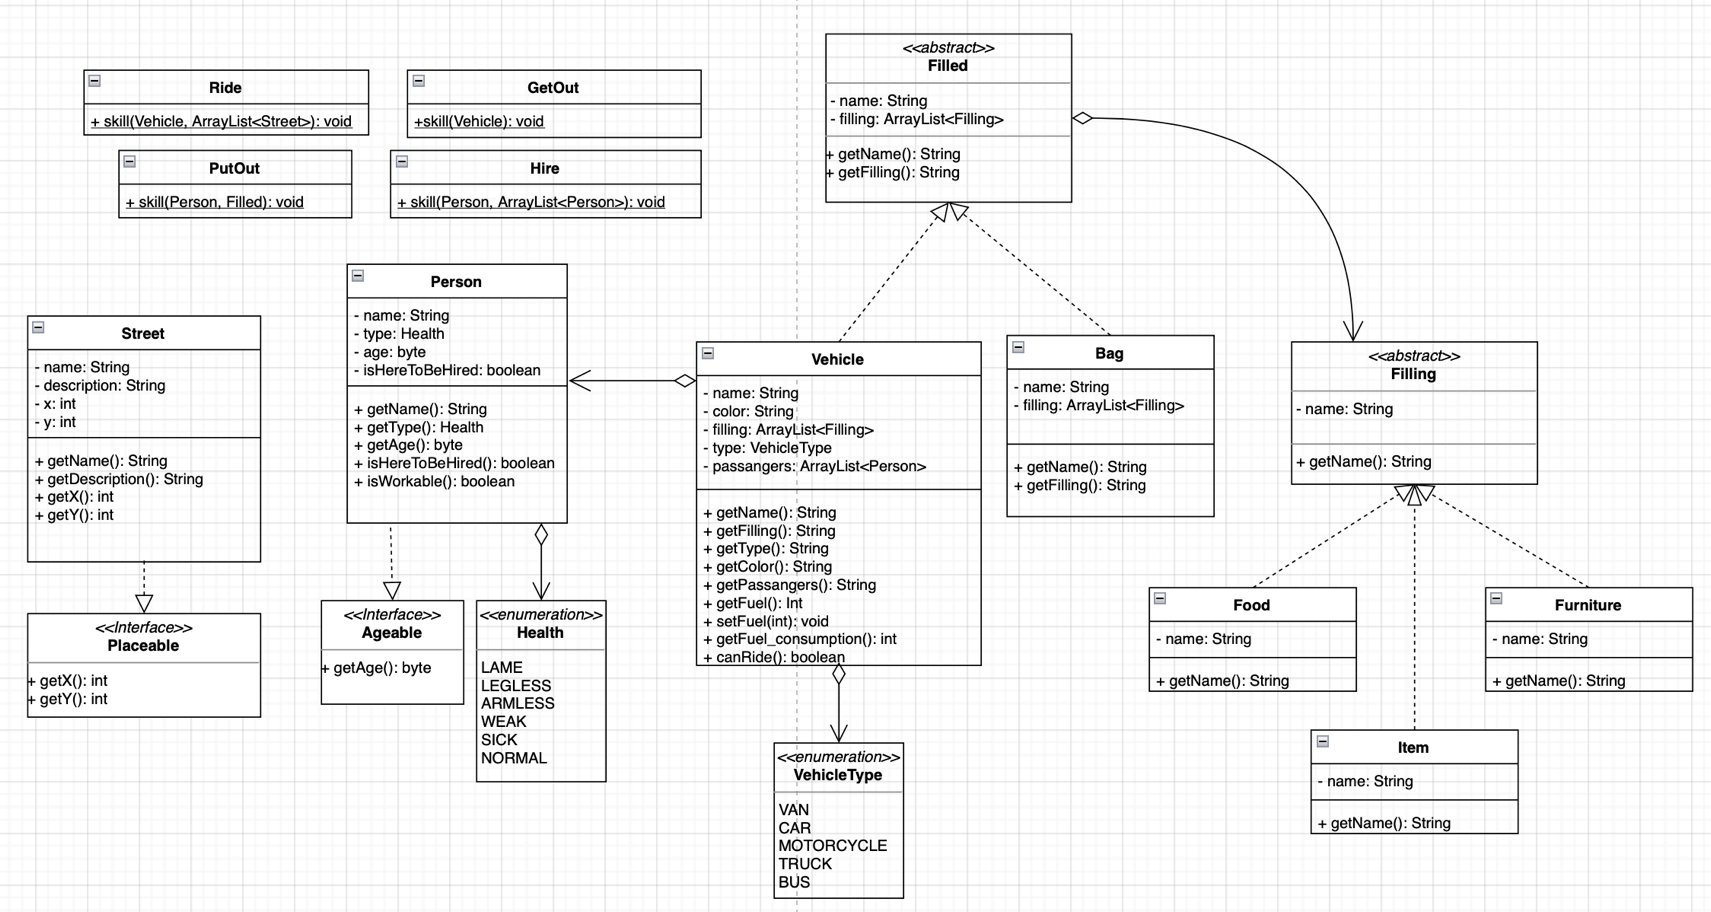 Ride
+ skill(Vehicle, ArrayList<Street>): void
GetOut
+skill(Vehicle): void
PutOut
+ skill(Person, Filled): void
Hire
+ skill(Person, ArrayList<Person>): void
<<abstract>>
Filled
- name: String
- filling: ArrayList<Filling>
+ getName(): String
+ getFilling(): String
Street
- name: String
- description: String
- x: int
- y: int
+ getName(): String
+ getDescription(): String
+ getX(): int
+ getY(): int
<<Interface>>
Placeable
+ getX(): int
+ getY(): int
Person
- name: String
- type: Health
- age: byte
- isHereToBeHired: boolean
+ getName(): String
+ getType(): Health
+ getAge(): byte
+ isHereToBeHired(): boolean
+ isWorkable(): boolean
<<Interface>>
Ageable
+ getAge(): byte
<<enumeration>>
Health
LAME
LEGLESS
ARMLESS
WEAK
SICK
NORMAL
Vehicle
- name: String
- color: String
- filling: ArrayList<Filling>
- type: VehicleType
- passangers: ArrayList<Person>
+ getName(): String
+ getFilling(): String
+ getType(): String
+ getColor(): String
+ getPassangers(): String
+ getFuel(): Int
+ setFuel(int): void
+ getFuel_consumption(): int
+ canRide(): boolean
<<enumeration>>
VehicleType
VAN
CAR
MOTORCYCLE
TRUCK
BUS
Bag
- name: String
- filling: ArrayList<Filling>
+ getName(): String
+ getFilling(): String
<<abstract>>
Filling
- name: String
+ getName(): String
Food
- name: String
+ getName(): String
Furniture
- name: String
+ getName(): String
Item
- name: String
+ getName(): String